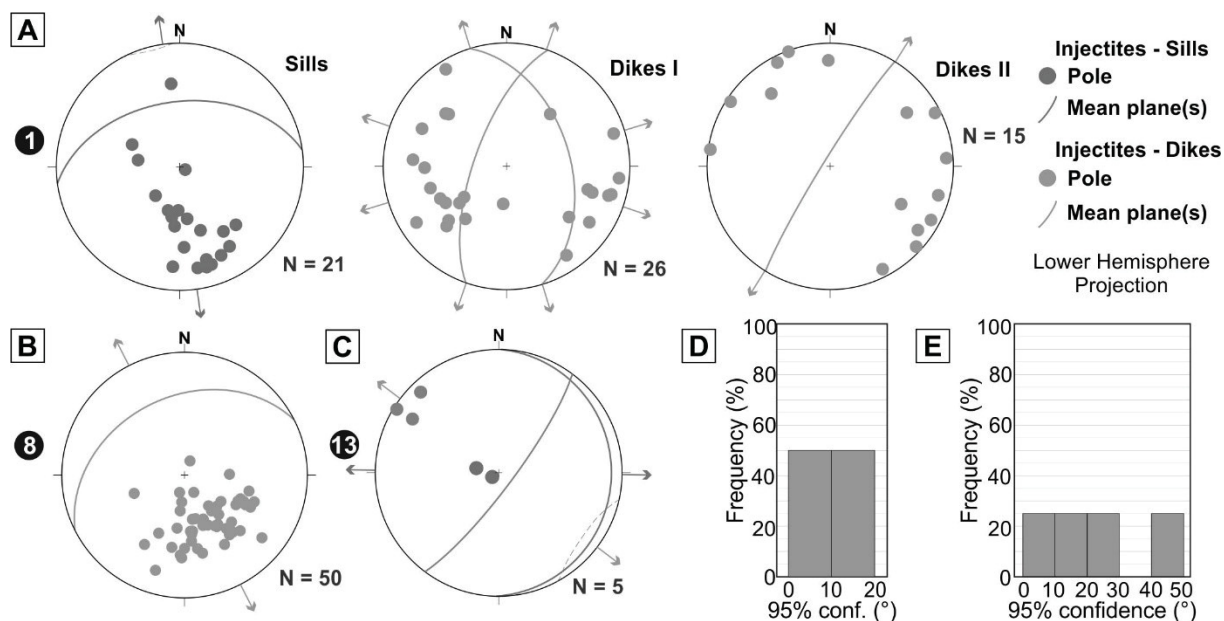 A
N
Sills
1
N = 21
N
Dikes I
N = 26
N
Dikes II
N = 15
Injectites - Sills
Pole
Mean plane(s)
Injectites - Dikes
Pole
Mean plane(s)
Lower Hemisphere
Projection
B
N
8
N = 50
C
N
13
N = 5
D
Frequency (%)
100
80
60
40
20
0
0 10 20
95% conf. (°)
E
Frequency (%)
100
80
60
40
20
0
0 10 20 30 40 50
95% confidence (°)